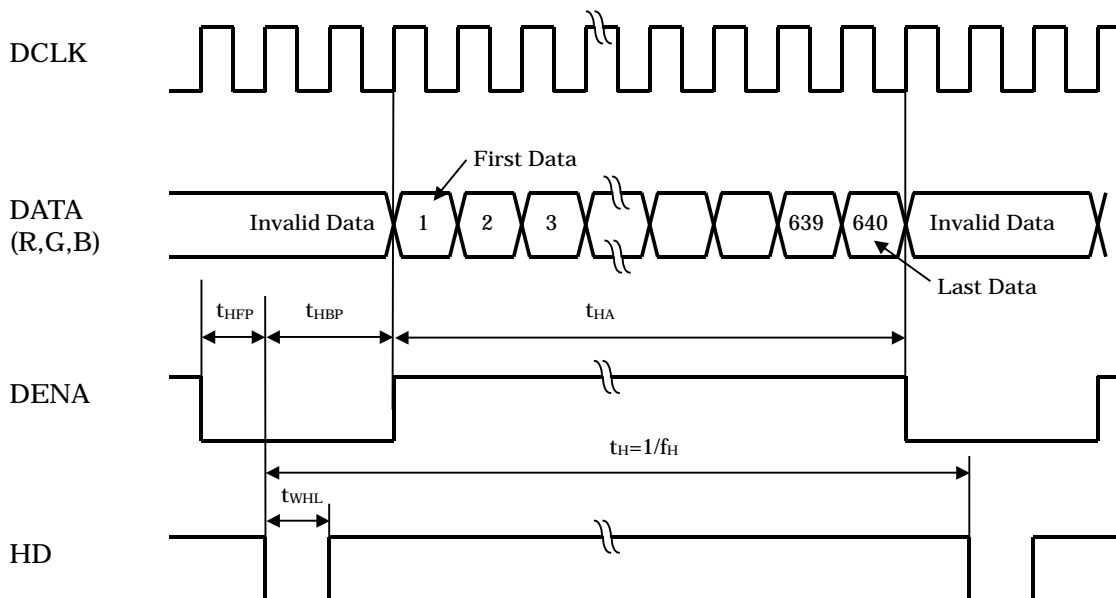 DCLK
First Data
DATA
(R,G,B)
Invalid Data
1
2
3
639
640
Invalid Data
Last Data
tHFP
tHBP
tHA
DENA
tH=1/fH
tWHL
HD